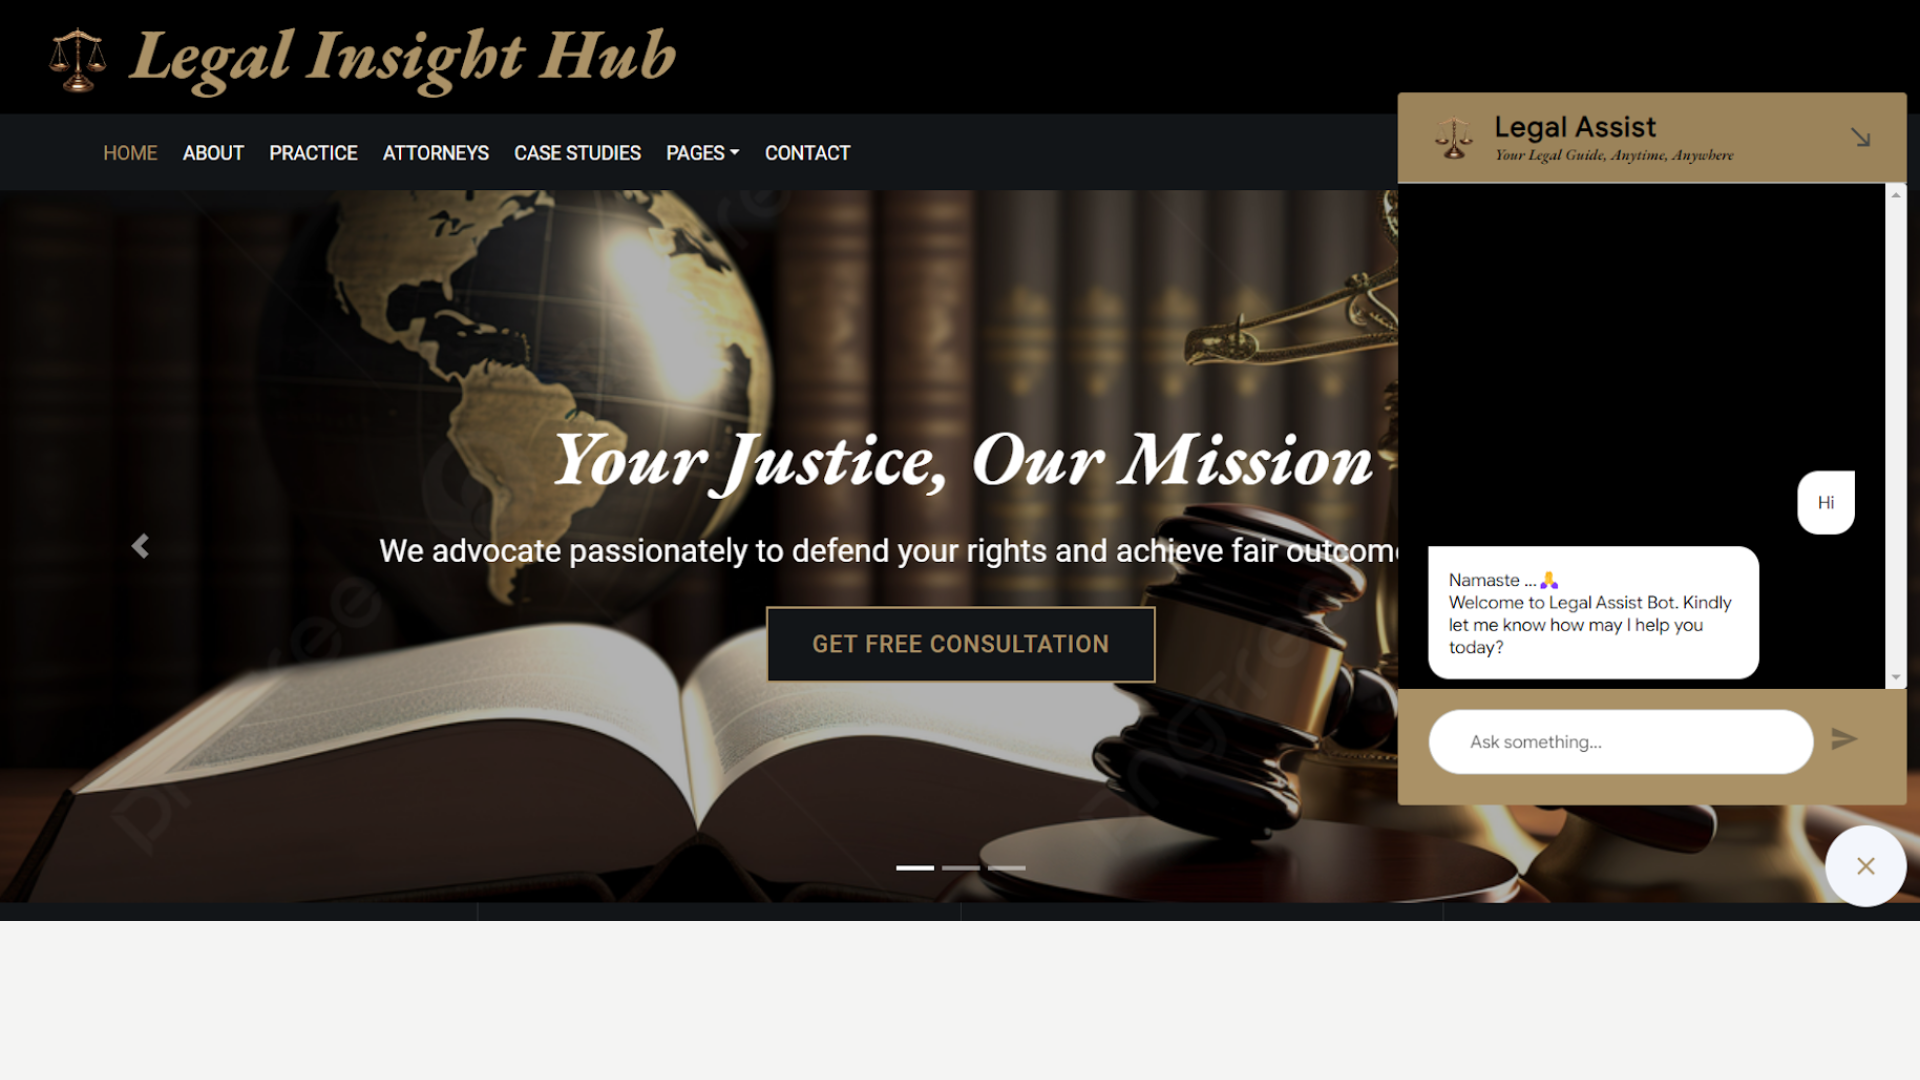 Legal Insight Hub
HOME ABOUT PRACTICE ATTORNEYS CASE STUDIES PAGES CONTACT
Your Justice, Our Mission
We advocate passionately to defend your rights and achieve fair
GET FREE CONSULTATION
Legal Assist
Your Legal Guide, Anytime, Anywhere
Hi
Namaste ...🙏
Welcome to Legal Assist Bot. Kindly
let me know how may I help you
today?
Ask something...